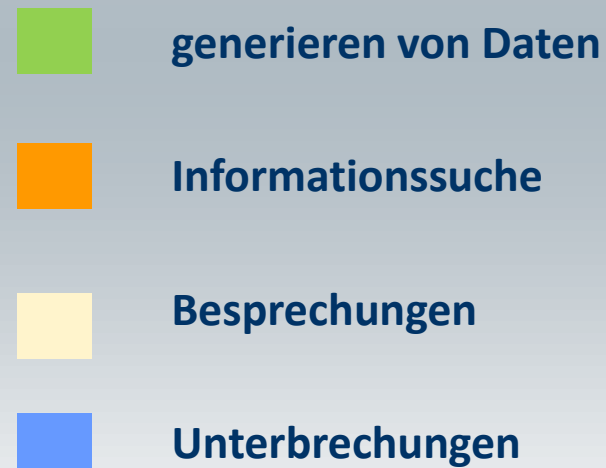 generieren von Daten
Informationssuche
Besprechungen
Unterbrechungen